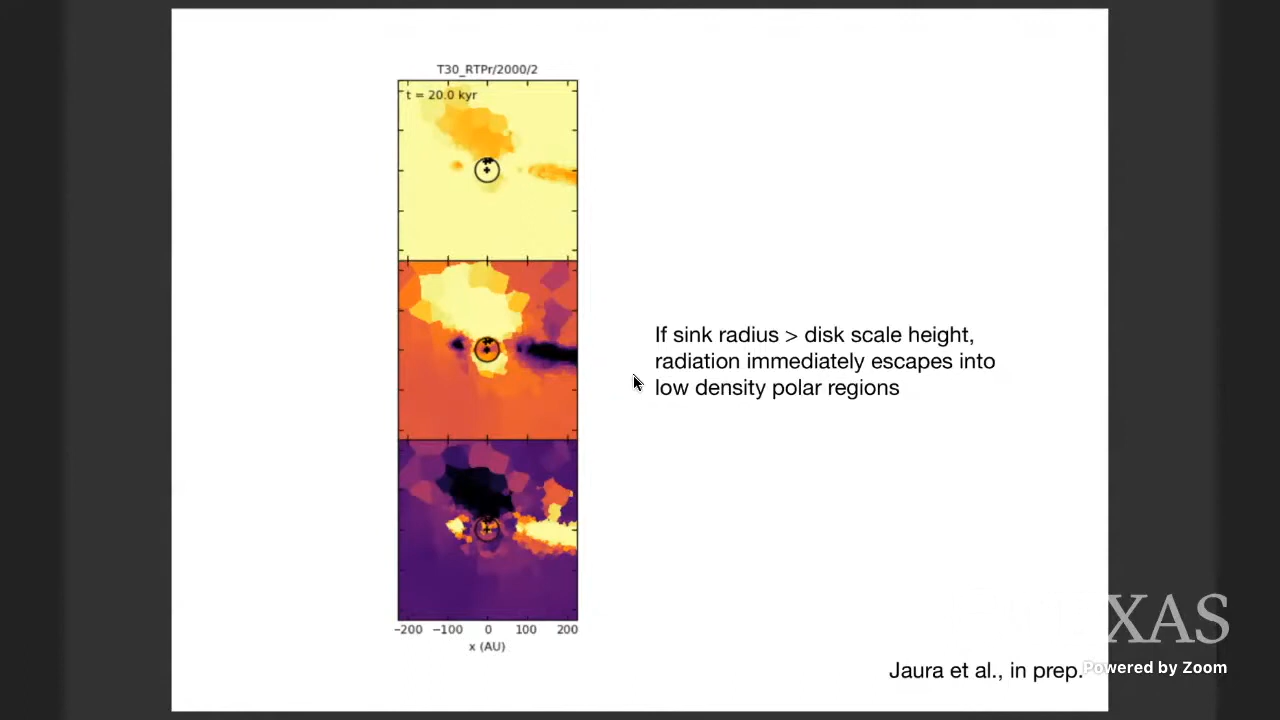 T30_RTPr/2000/2
t = 20.0 kyr
If sink radius > disk scale height,
radiation immediately escapes into
low density polar regions
−200 −100 0 100 200
x (AU)
XAS
Jaura et al., in prep.
Powered by Zoom